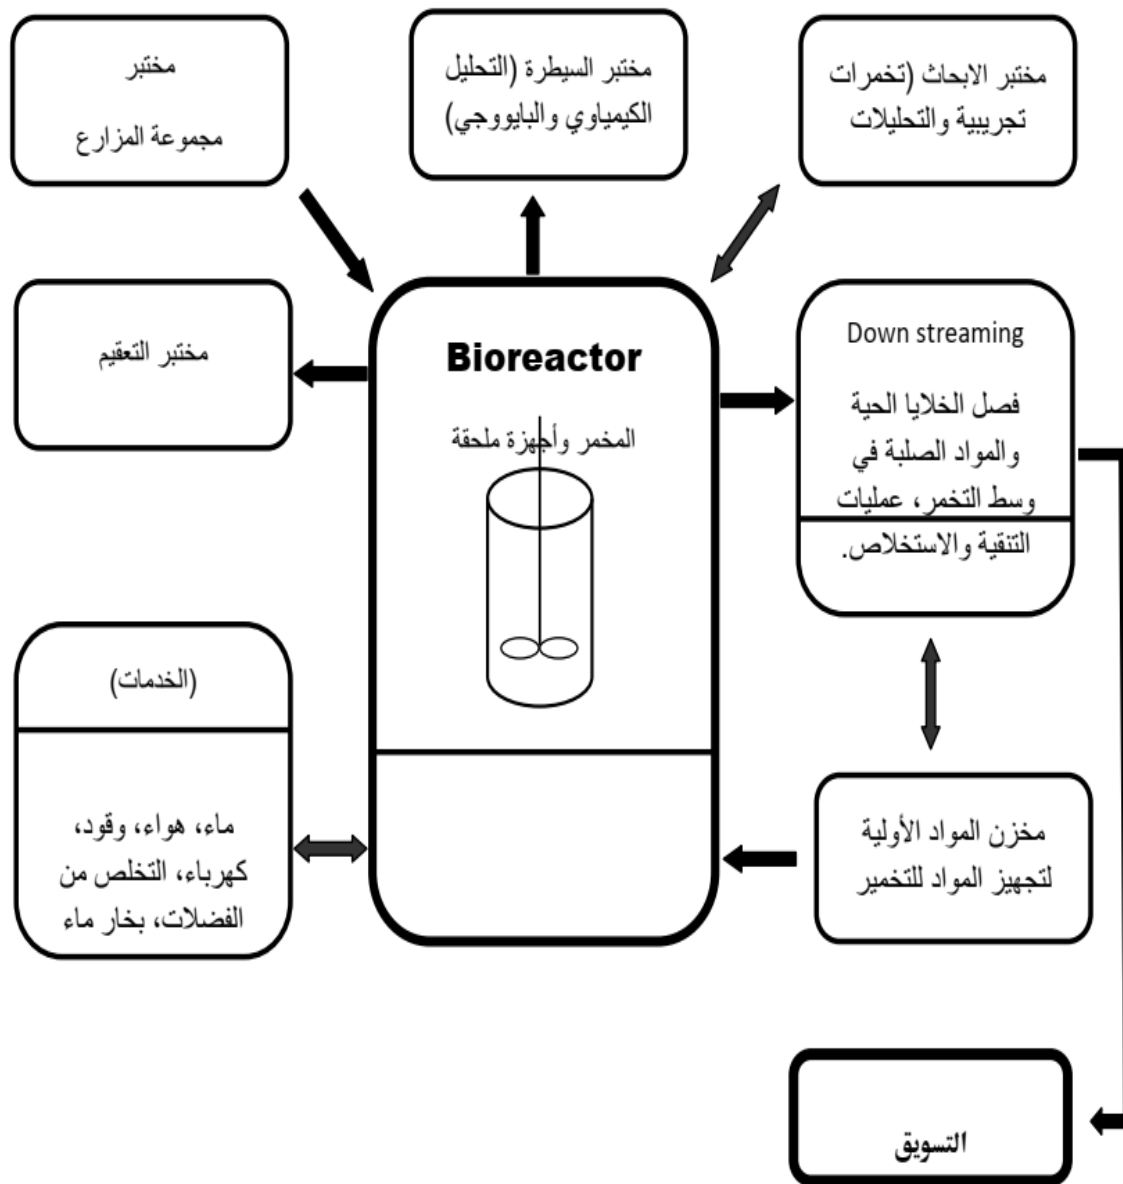 مختبر
مجموعة المزارع
مختبر السيطرة (التحليل
الكيمياوي والبايووجي)
مختبر الابحاث (تخمرات
تجريبية والتحليلات
مختبر التعقيم
Bioreactor
المخمر وأجهزة ملحقة
Down streaming
فصل الخلايا الحية
والمواد الصلبة في
وسط التخمر، عمليات
التنقية والاستخلاص.
(الخدمات)
ماء، هواء، وقود،
كهرباء، التخلص من
الفضلات، بخار ماء
مخزن المواد الأولية
لتجهيز المواد للتخمير
التسويق